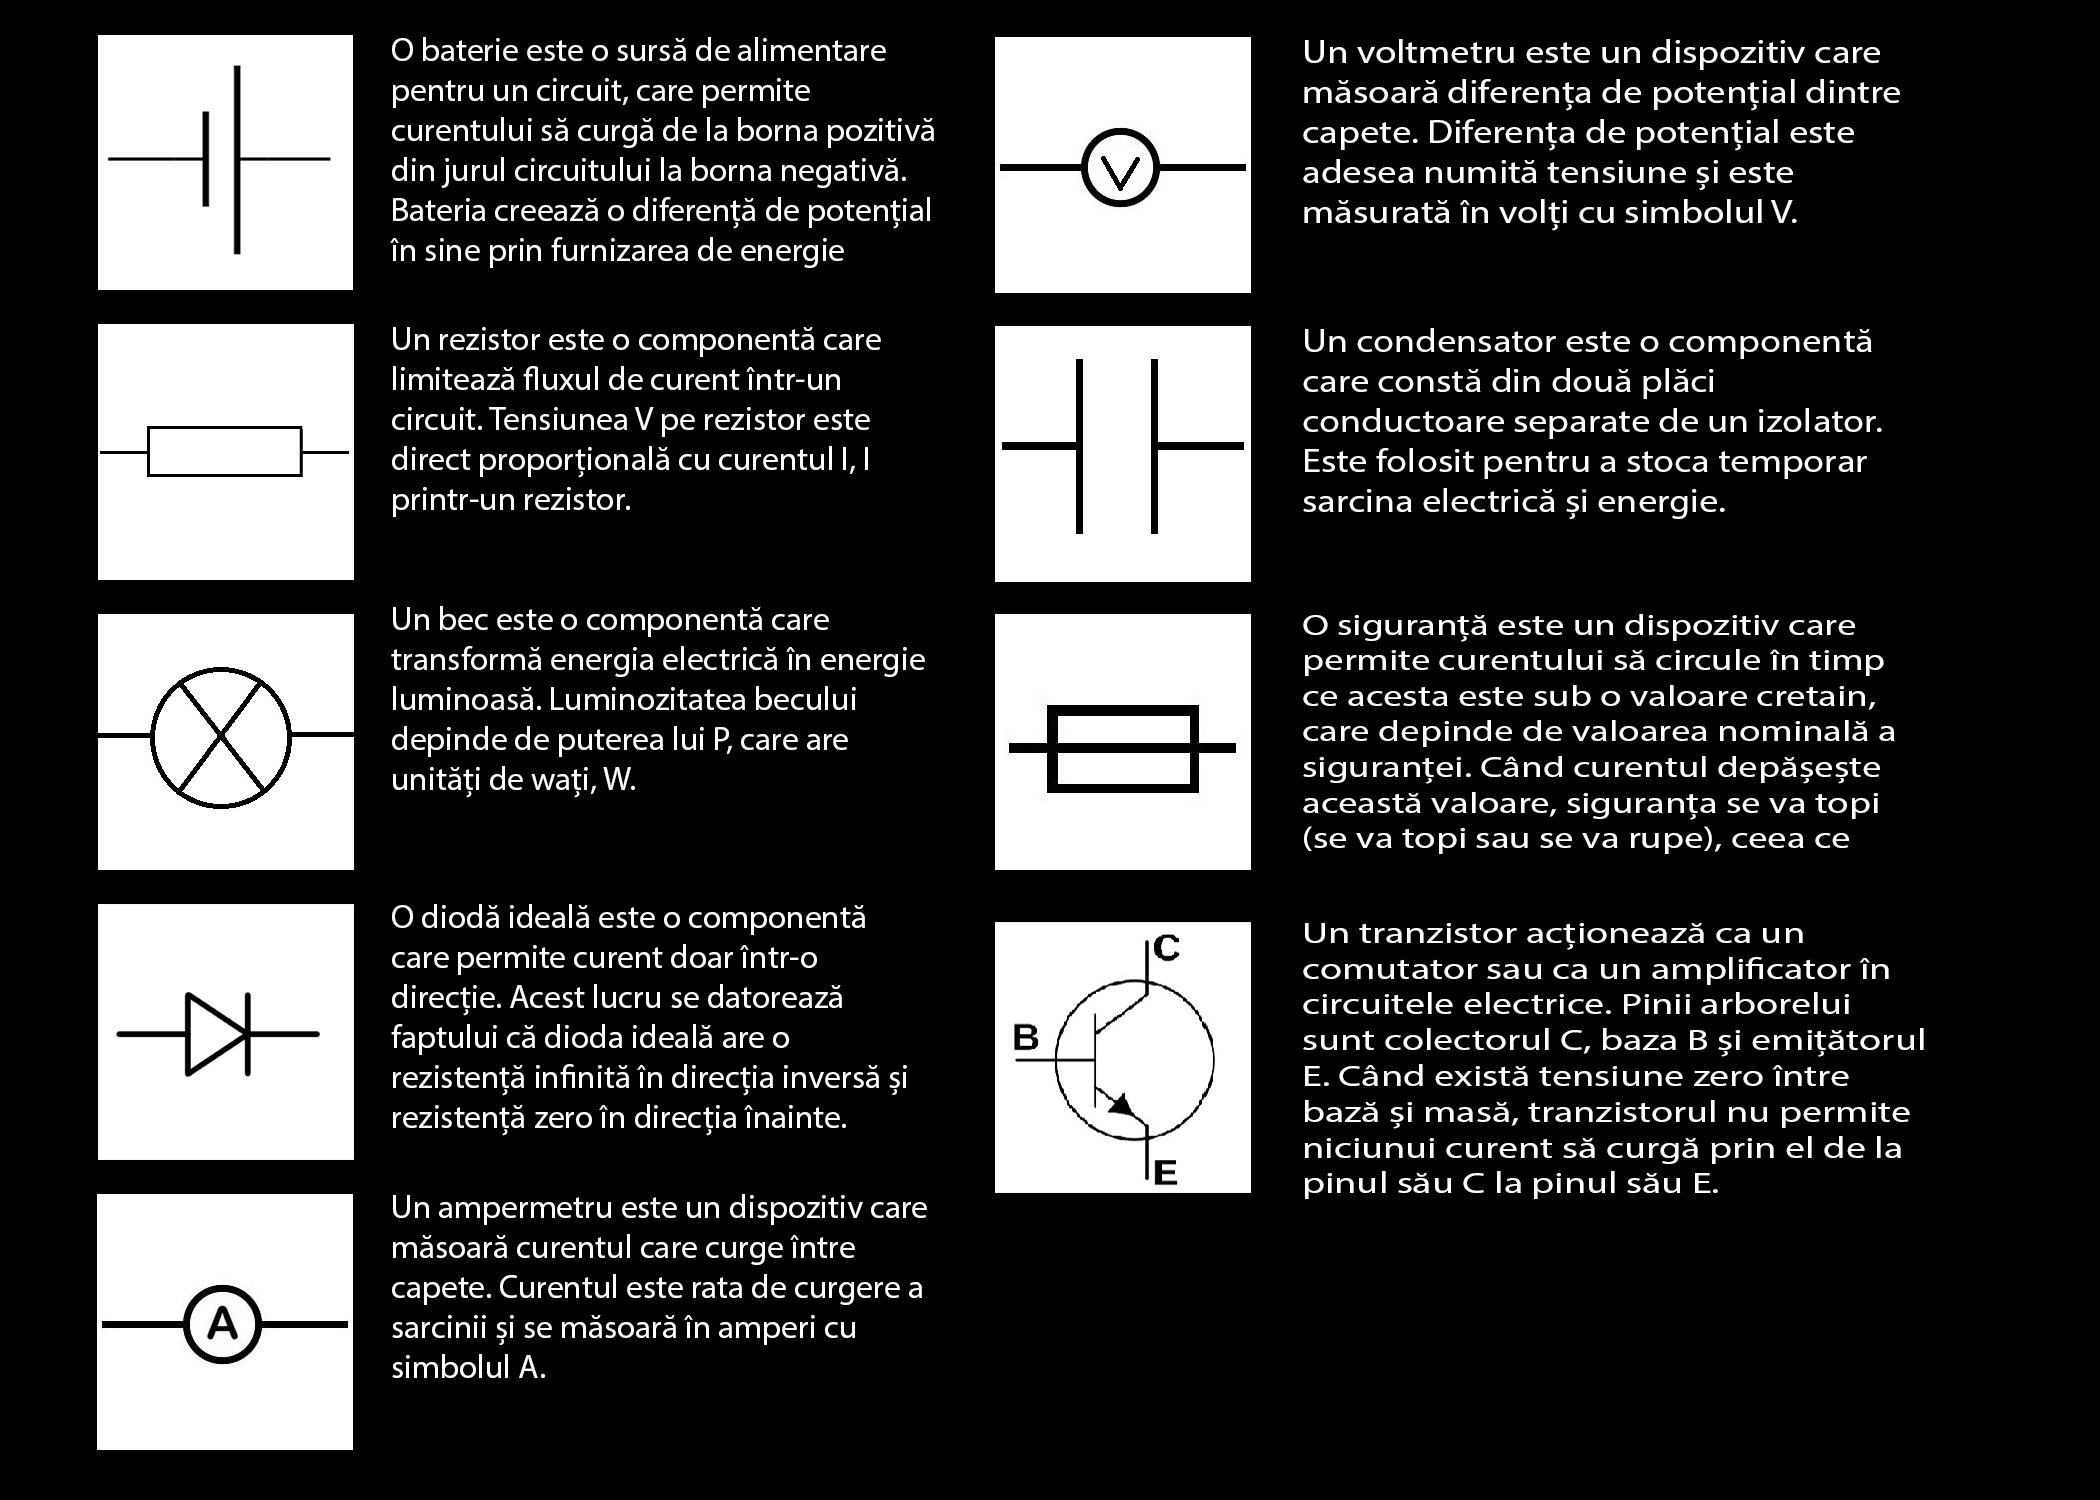 O baterie este o sursă de alimentare
pentru un circuit, care permite
curentului să curgă de la borna pozitivă
din jurul circuitului la borna negativă.
Bateria creează o diferență de potențial
în sine prin furnizarea de energie
Un rezistor este o componentă care
limitează fluxul de curent într-un
circuit. Tensiunea V pe rezistor este
direct proporțională cu curentul I, I
printr-un rezistor.
Un bec este o componentă care
transformă energia electrică în energie
luminoasă. Luminozitatea becului
depinde de puterea lui P, care are
unități de wați, W.
O diodă ideală este o componentă
care permite curent doar într-o
direcție. Acest lucru se datorează
faptului că dioda ideală are o
rezistență infinită în direcția inversă și
rezistență zero în direcția înainte.
A
Un ampermetru este un dispozitiv care
măsoară curentul care curge între
capete. Curentul este rata de curgere a
sarcinii și se măsoară în amperi cu
simbolul A.
V
Un voltmetru este un dispozitiv care
măsoară diferența de potențial dintre
capete. Diferența de potențial este
adesea numită tensiune și este
măsurată în volți cu simbolul V.
Un condensator este o componentă
care constă din două plăci
conductoare separate de un izolator.
Este folosit pentru a stoca temporar
sarcina electrică și energie.
O siguranță este un dispozitiv care
permite curentului să circule în timp
ce acesta este sub o valoare cretain,
care depinde de valoarea nominală a
siguranței. Când curentul depășește
această valoare, siguranța se va topi
(se va topi sau se va rupe), ceea ce
C
B
E
Un tranzistor acționează ca un
comutator sau ca un amplificator în
circuitele electrice. Pinii arborelui
sunt colectorul C, baza B și emițătorul
E. Când există tensiune zero între
bază și masă, tranzistorul nu permite
niciunui curent să curgă prin el de la
pinul său C la pinul său E.